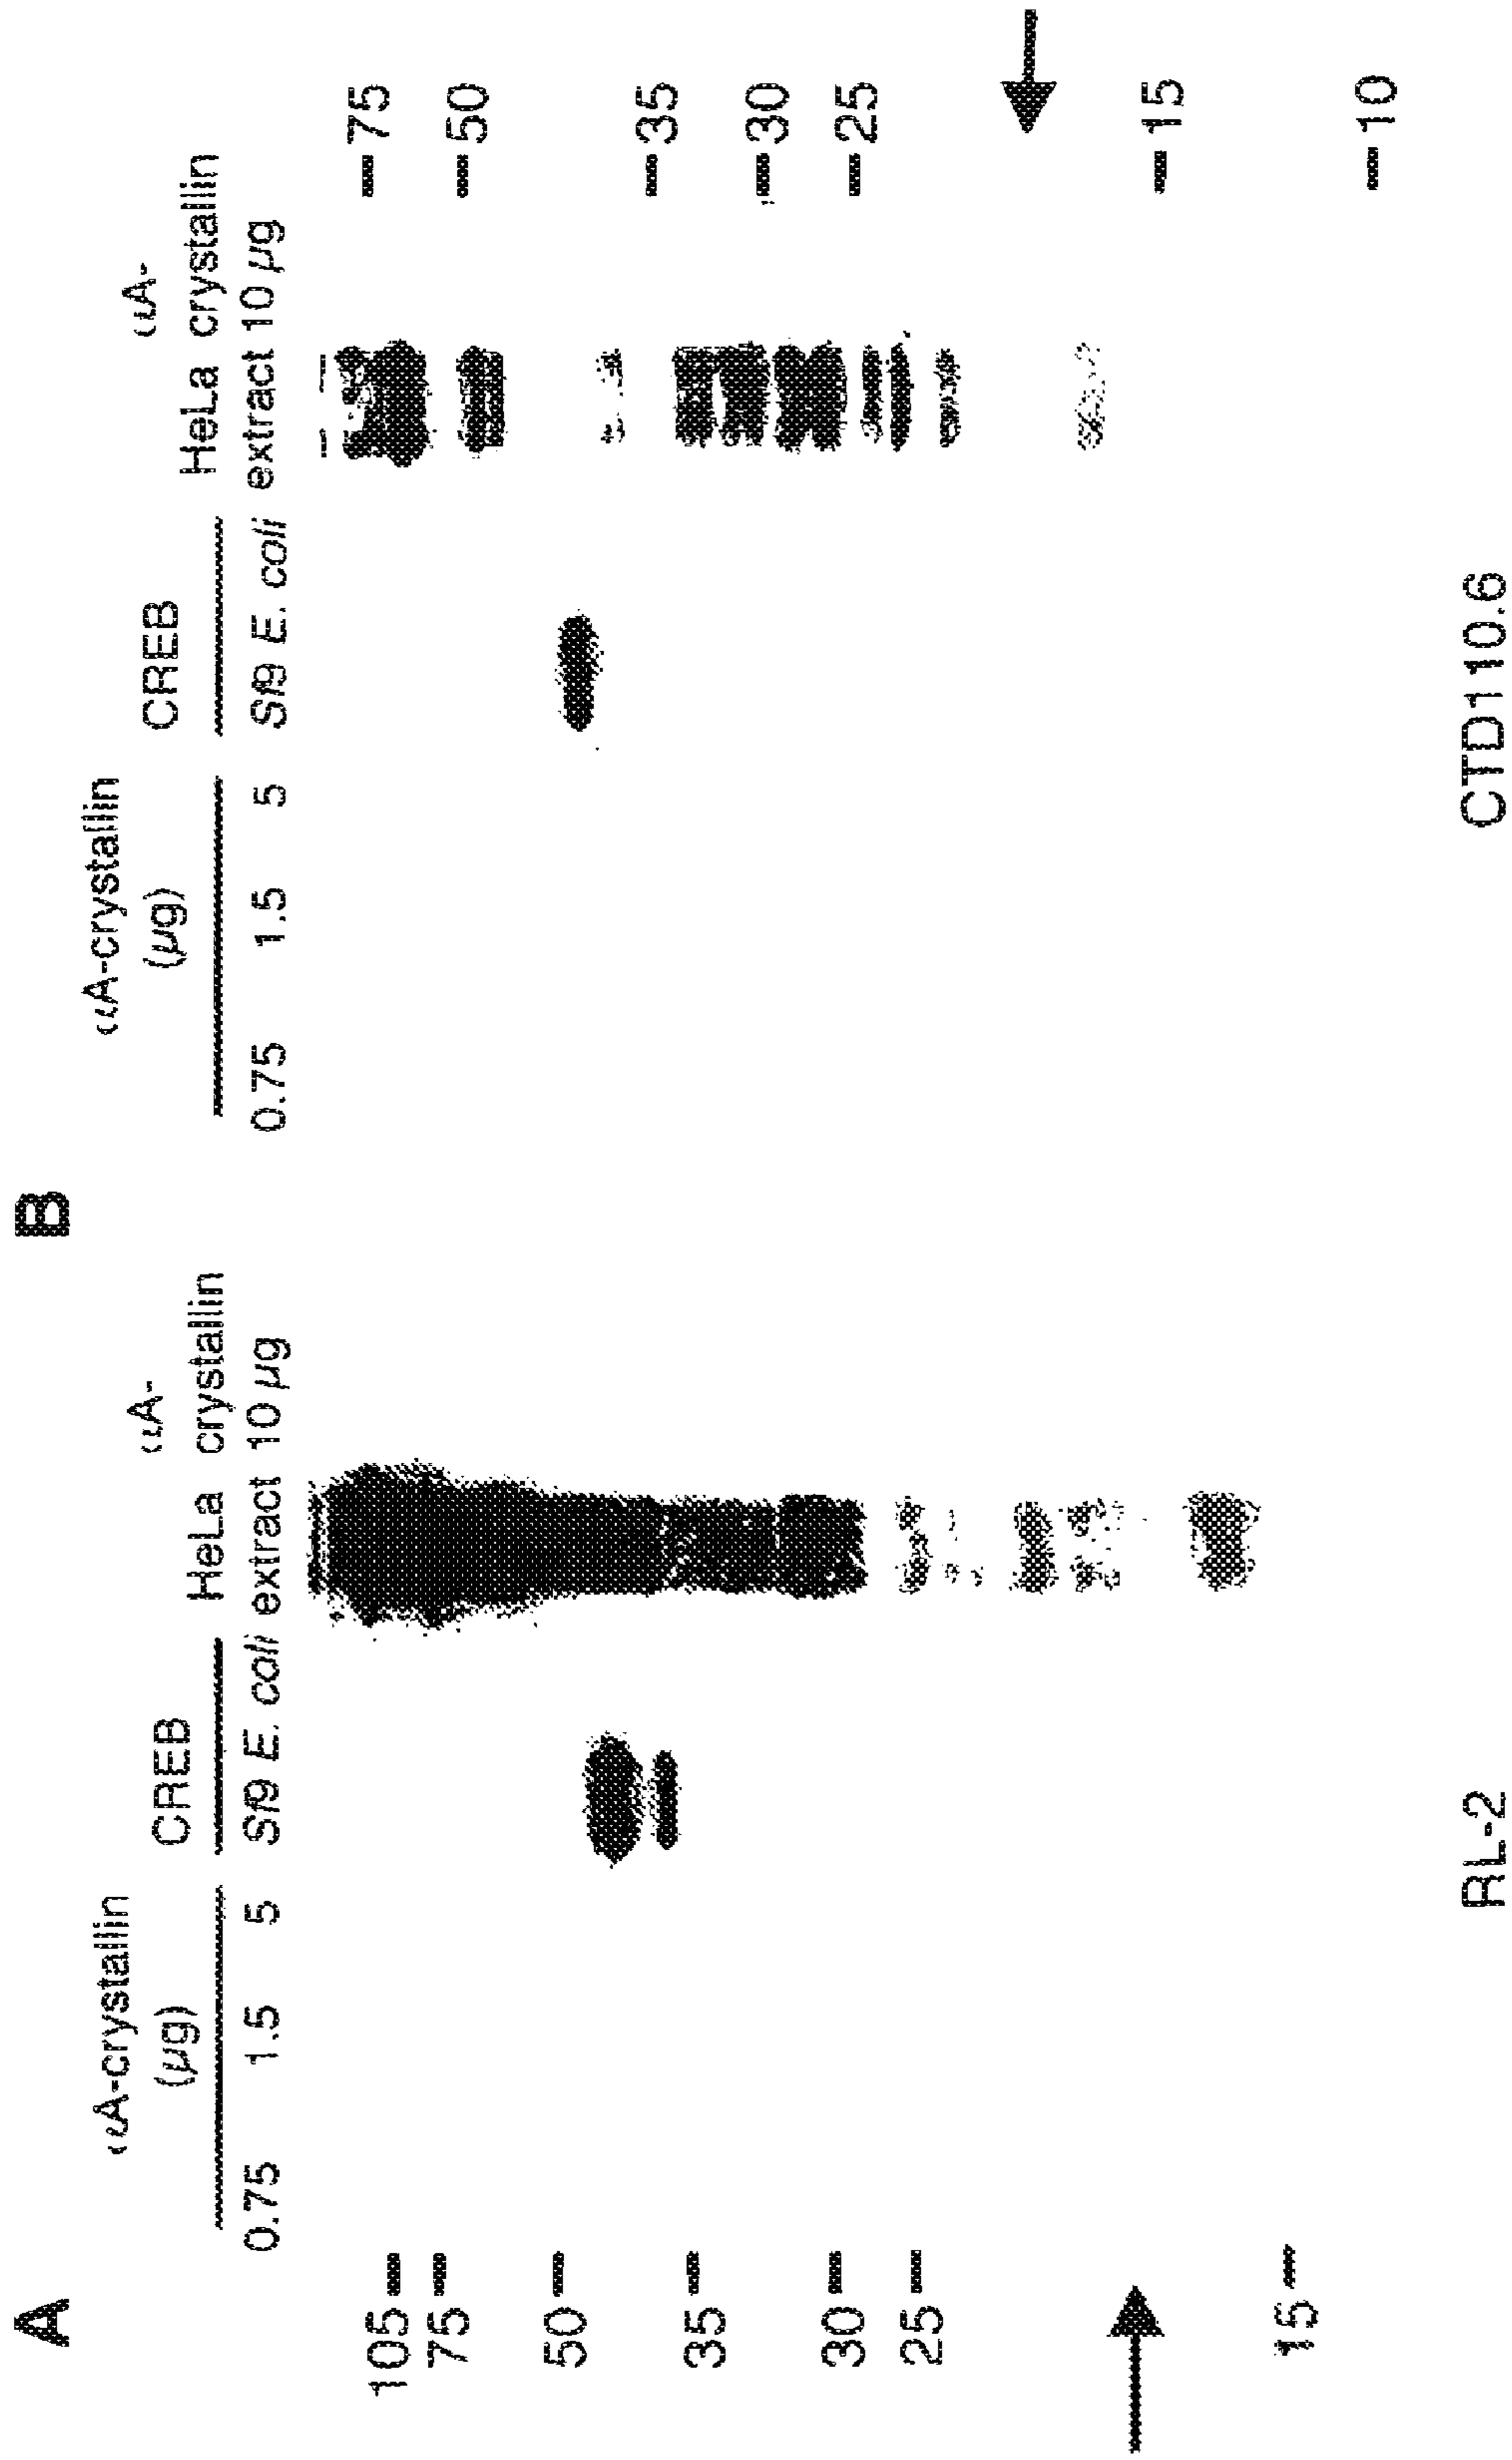 A
αA-crystallin
(µg)
CREB
αA-
HeLa crystallin
0.75 1.5 5 Sf9 E. coli extract 10 µg
105
75
50
35
30
25
15
RL-2
B
αA-crystallin
(µg)
CREB
αA-
HeLa crystallin
0.75 1.5 5 Sf9 E. coli extract 10 µg
75
50
35
30
25
15
10
CTD110.6